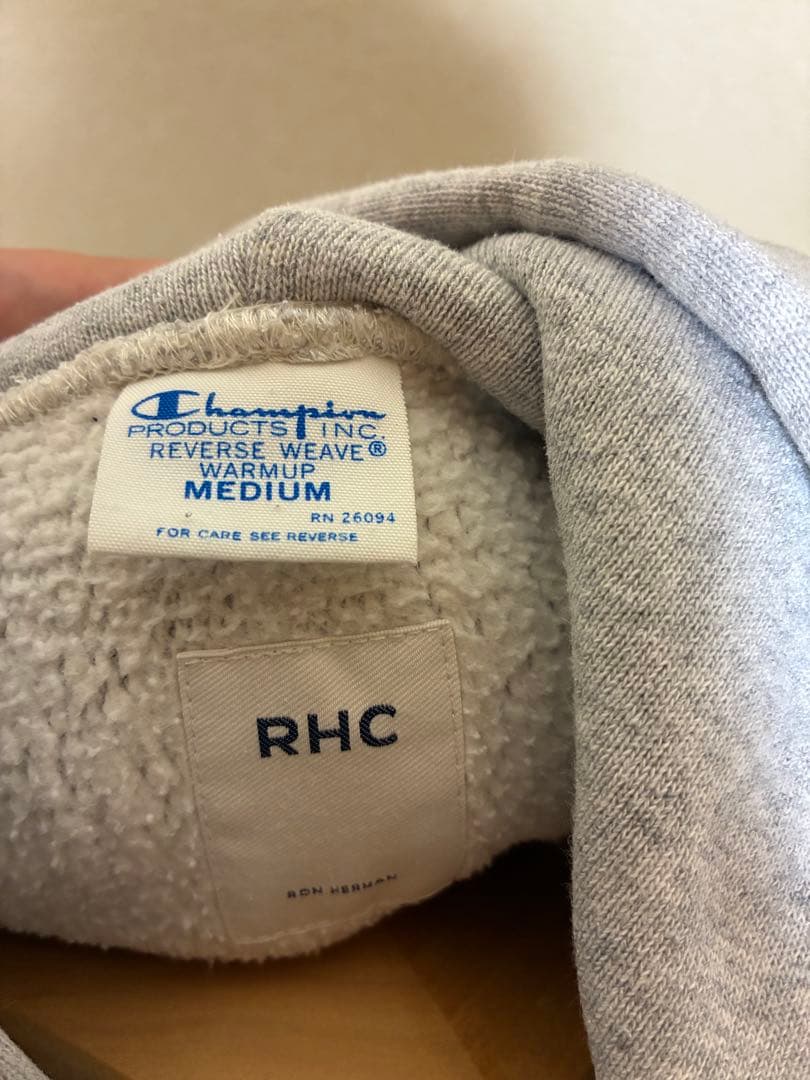 Champion
PRODUCTS INC.
REVERSE WEAVE®
WARMUP
MEDIUM
RN 26094
FOR CARE SEE REVERSE
RHC
RON HERMAN